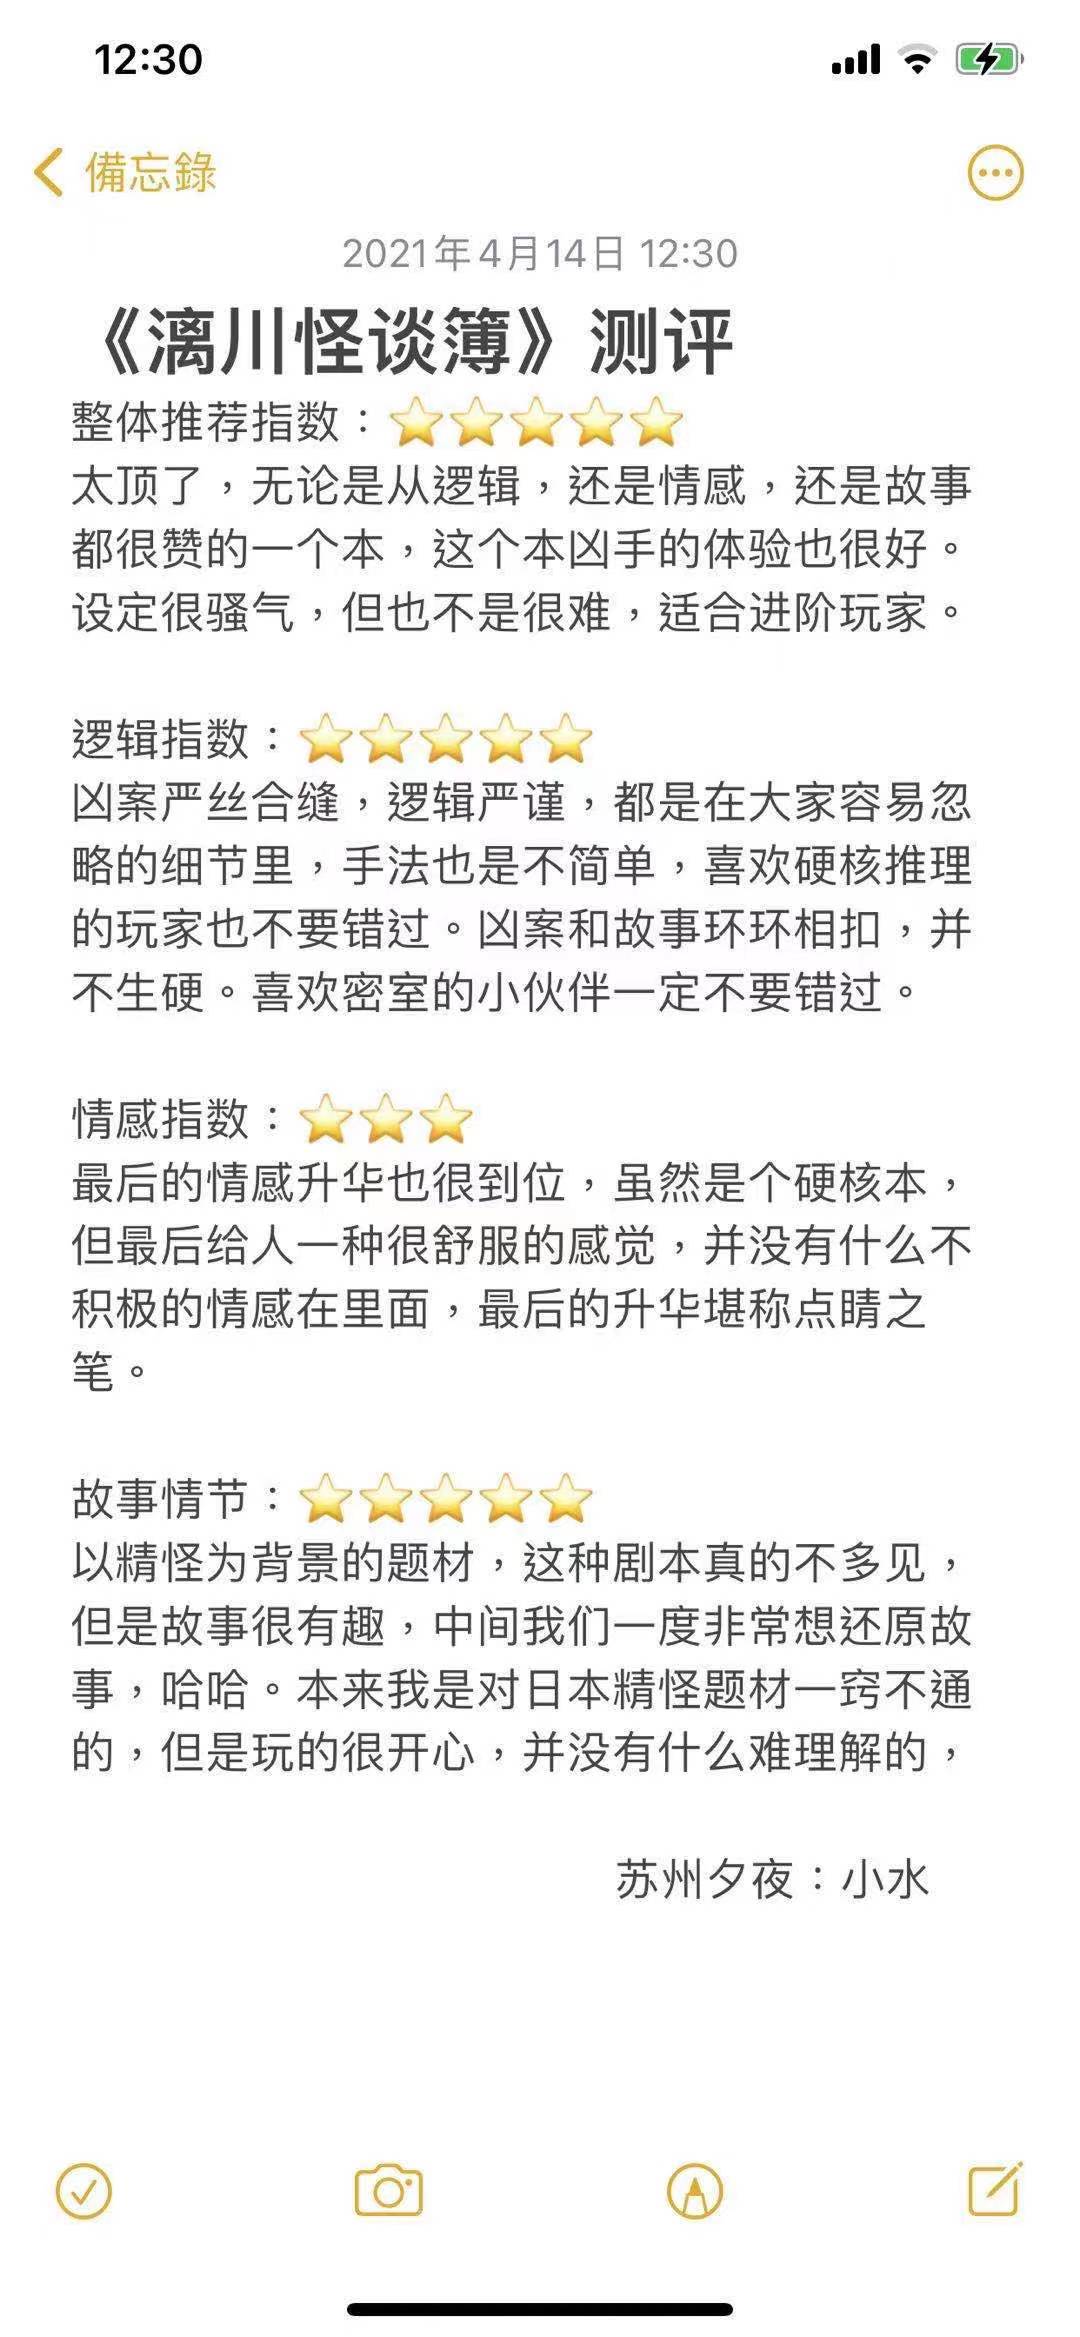 12:30
備忘錄
2021年4月14日 12:30
《漓川怪谈簿》测评
整体推荐指数：⭐⭐⭐⭐⭐
太顶了，无论是从逻辑，还是情感，还是故事
都很赞的一个本，这个本凶手的体验也很好。
设定很骚气，但也不是很难，适合进阶玩家。
逻辑指数：⭐⭐⭐⭐⭐
凶案严丝合缝，逻辑严谨，都是在大家容易忽
略的细节里，手法也是不简单，喜欢硬核推理
的玩家也不要错过。凶案和故事环环相扣，并
不生硬。喜欢密室的小伙伴一定不要错过。
情感指数：⭐⭐⭐
最后的情感升华也很到位，虽然是个硬核本，
但最后给人一种很舒服的感觉，并没有什么不
积极的情感在里面，最后的升华堪称点睛之
笔。
故事情节：⭐⭐⭐⭐⭐
以精怪为背景的题材，这种剧本真的不多见，
但是故事很有趣，中间我们一度非常想还原故
事，哈哈。本来我是对日本精怪题材一窍不通
的，但是玩的很开心，并没有什么难理解的，
苏州夕夜：小水